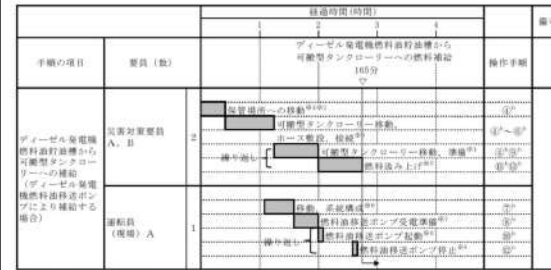 経過時間(時間)
備考
1 2 3 4
手順の項目
要員(数)
ディーゼル発電機燃料油貯油槽から
可搬型タンクローリーへの燃料補給
165分
▽
操作手順
ディーゼル発電機
燃料油貯油槽から
可搬型タンクロー
リーへの補給
(ディーゼル発電
機燃料油移送ポン
プにより補給する
場合)
災害対策要員
A、B
2
保管場所への移動
可搬型タンクローリー移動、
ホース敷設、接続
可搬型タンクローリー移動、準備
繰り返し
燃料汲み上げ
運転員
(現場)A
1
移動、系統構成
燃料油移送ポンプ受電準備
燃料油移送ポンプ起動
繰り返し
燃料油移送ポンプ停止